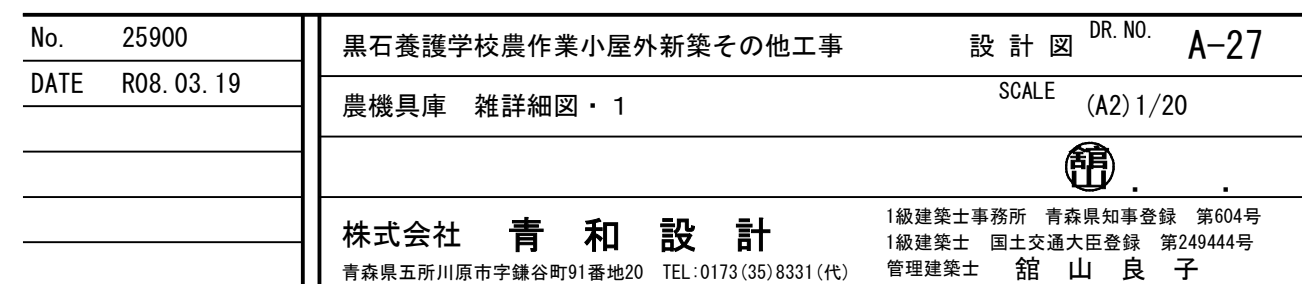 No. 25900
DATE R08.03.19
黒石養護学校農作業小屋外新築その他工事 設計図 DR.NO. A-27
農機具庫 雑詳細図・1 SCALE (A2)1/20
舘山
. .
株式会社 青和設計
青森県五所川原市字鎌谷町91番地20 TEL:0173(35)8331(代)
1級建築士事務所 青森県知事登録 第604号
1級建築士 国土交通大臣登録 第249444号
管理建築士 舘山良子